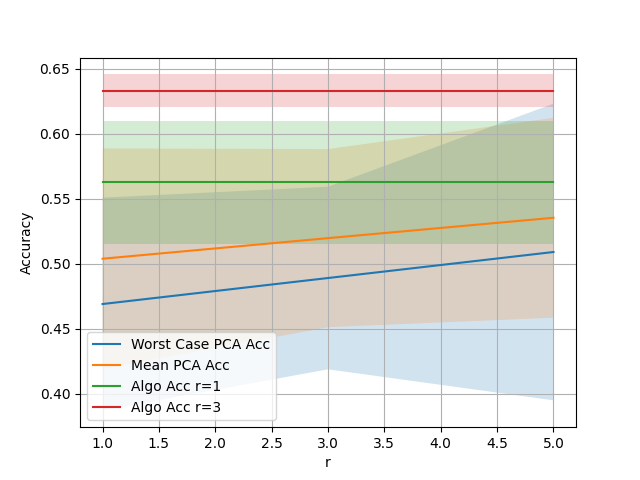 0.65
0.60
0.55
0.50
0.45
0.40
Accuracy
Worst Case PCA Acc
Mean PCA Acc
Algo Acc r=1
Algo Acc r=3
1.0 1.5 2.0 2.5 3.0 3.5 4.0 4.5 5.0
r